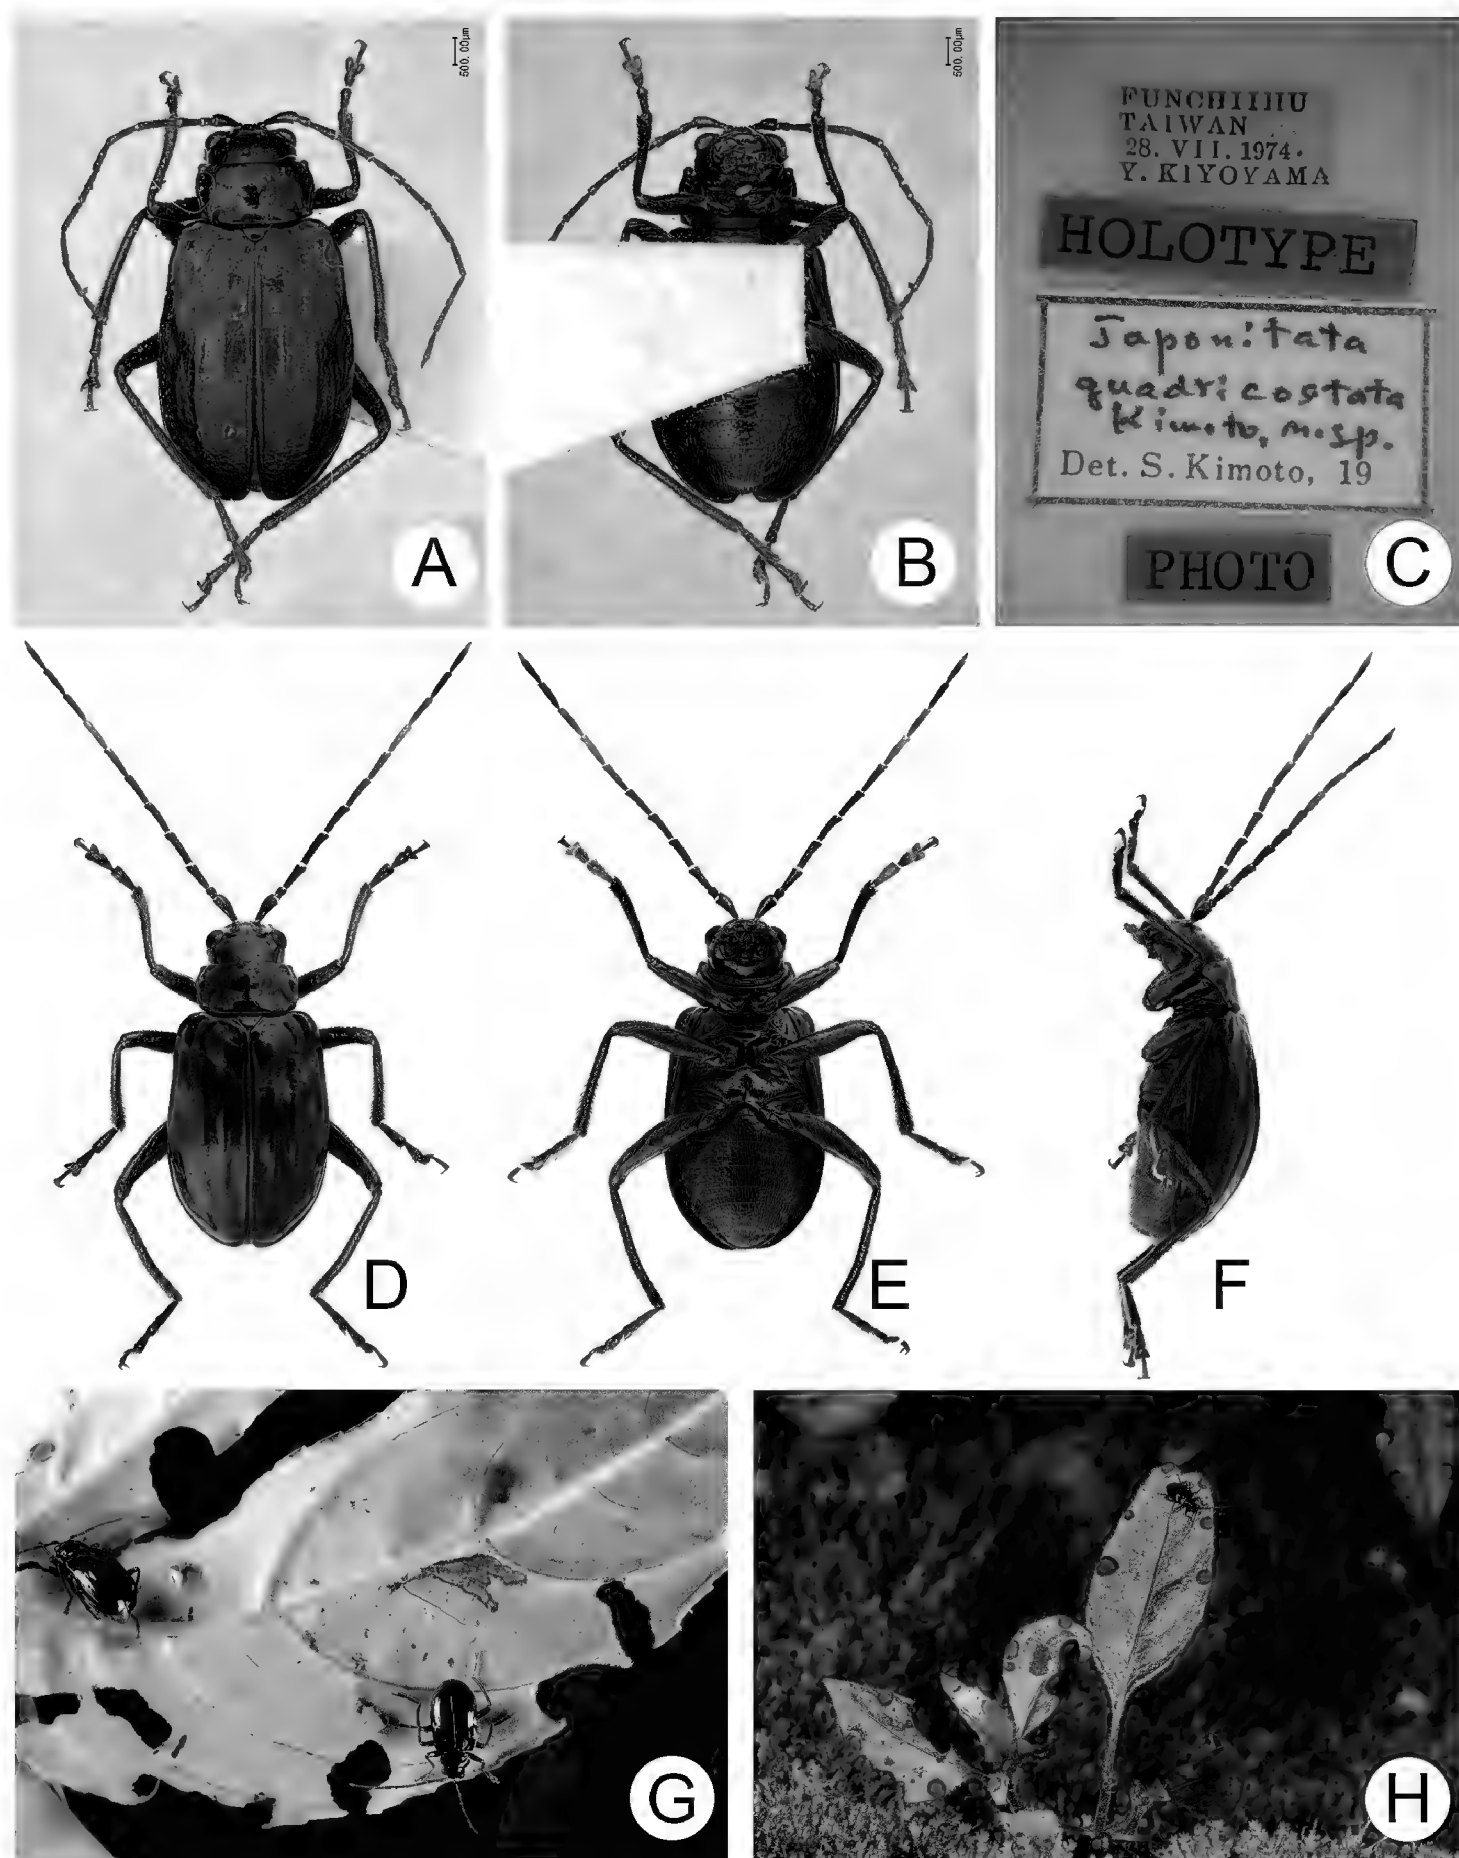 500.00μm
500.00μm
A
B
FUNCHIIHU
TAIWAN
28. VII. 1974.
Y. KIYOYAMA
HOLOTYPE
Japonitata
quadricostata
Kimoto, n.sp.
Det. S. Kimoto, 19
PHOTO
C
D
E
F
G
H